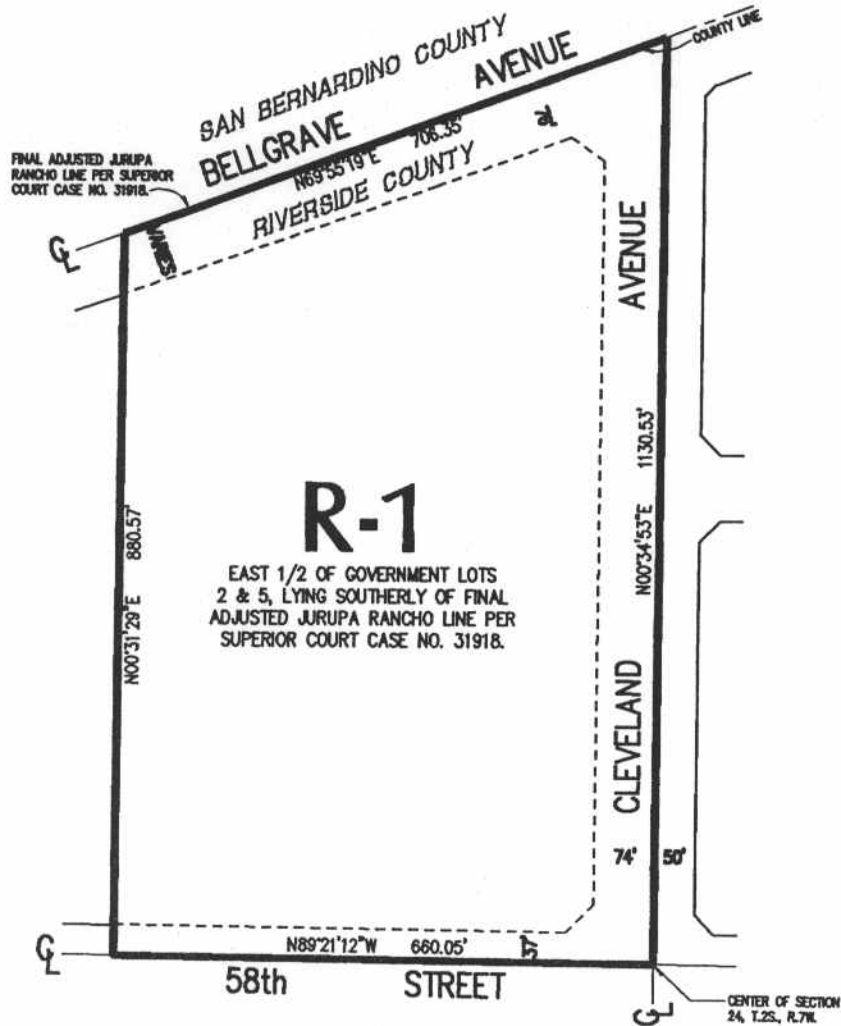 SAN BERNARDINO COUNTY
BELLGRAVE AVENUE
COUNTY LINE
N69°55'19"E 706.35'
RIVERSIDE COUNTY
FINAL ADJUSTED JURUPA
RANCHO LINE PER SUPERIOR
COURT CASE NO. 31918.
VARIES
CL
AVENUE
CLEVELAND
N00°34'53"E 1130.53'
N00°31'29"E 880.57'
R-1
EAST 1/2 OF GOVERNMENT LOTS
2 & 5, LYING SOUTHERLY OF FINAL
ADJUSTED JURUPA RANCHO LINE PER
SUPERIOR COURT CASE NO. 31918.
74' 50'
CL
N89°21'12"W 660.05' 37'
58th STREET
CL
CENTER OF SECTION
24, T.2S., R.7W.